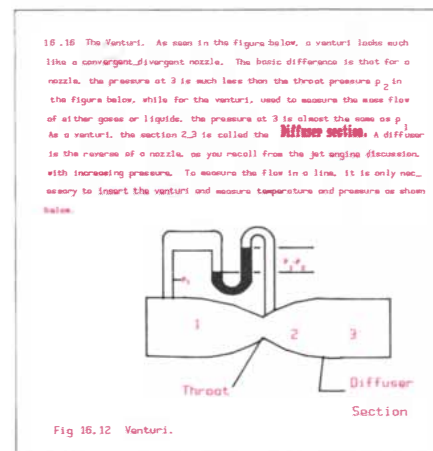 16.16 The Venturi. As seen in the figure below, a venturi looks much
like a convergent_divergent nozzle. The basic difference is that for a
nozzle, the pressure at 3 is much less than the throat pressure p 2 in
the figure below, while for the venturi, used to measure the mass flow
of either gases or liquids, the pressure at 3 is almost the same as p 1
As a venturi, the section 2_3 is called the Diffuser section. A diffuser
is the reverse of a nozzle, as you recall from the jet engine discussion,
with increasing pressure. To measure the flow in a line, it is only nec_
essary to insert the venturi and measure temperature and pressure as shown
below.
P1-P2
P1
1
2
3
Throat
Diffuser
Section
Fig 16.12 Venturi.